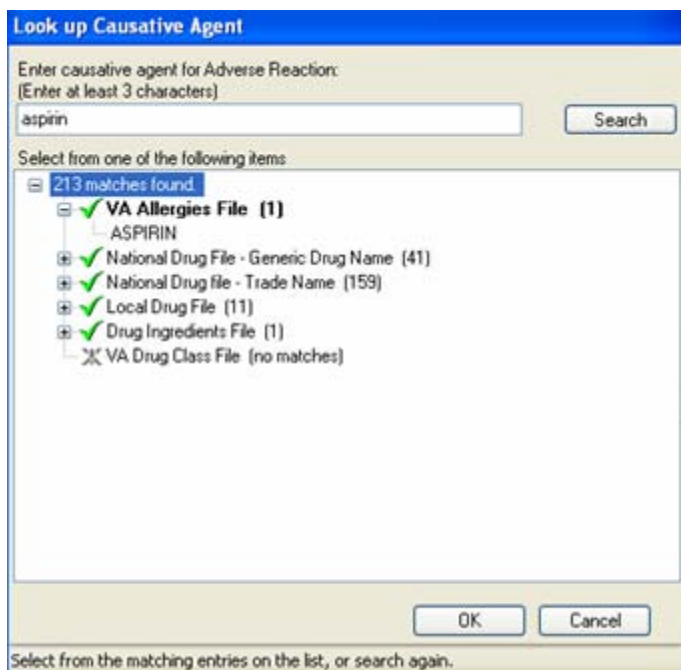 Look up Causative Agent
Enter causative agent for Adverse Reaction:
(Enter at least 3 characters)
aspirin
Search
Select from one of the following items
213 matches found.
VA Allergies File (1)
ASPIRIN
National Drug File - Generic Drug Name (41)
National Drug file - Trade Name (159)
Local Drug File (11)
Drug Ingredients File (1)
VA Drug Class File (no matches)
OK Cancel
Select from the matching entries on the list, or search again.